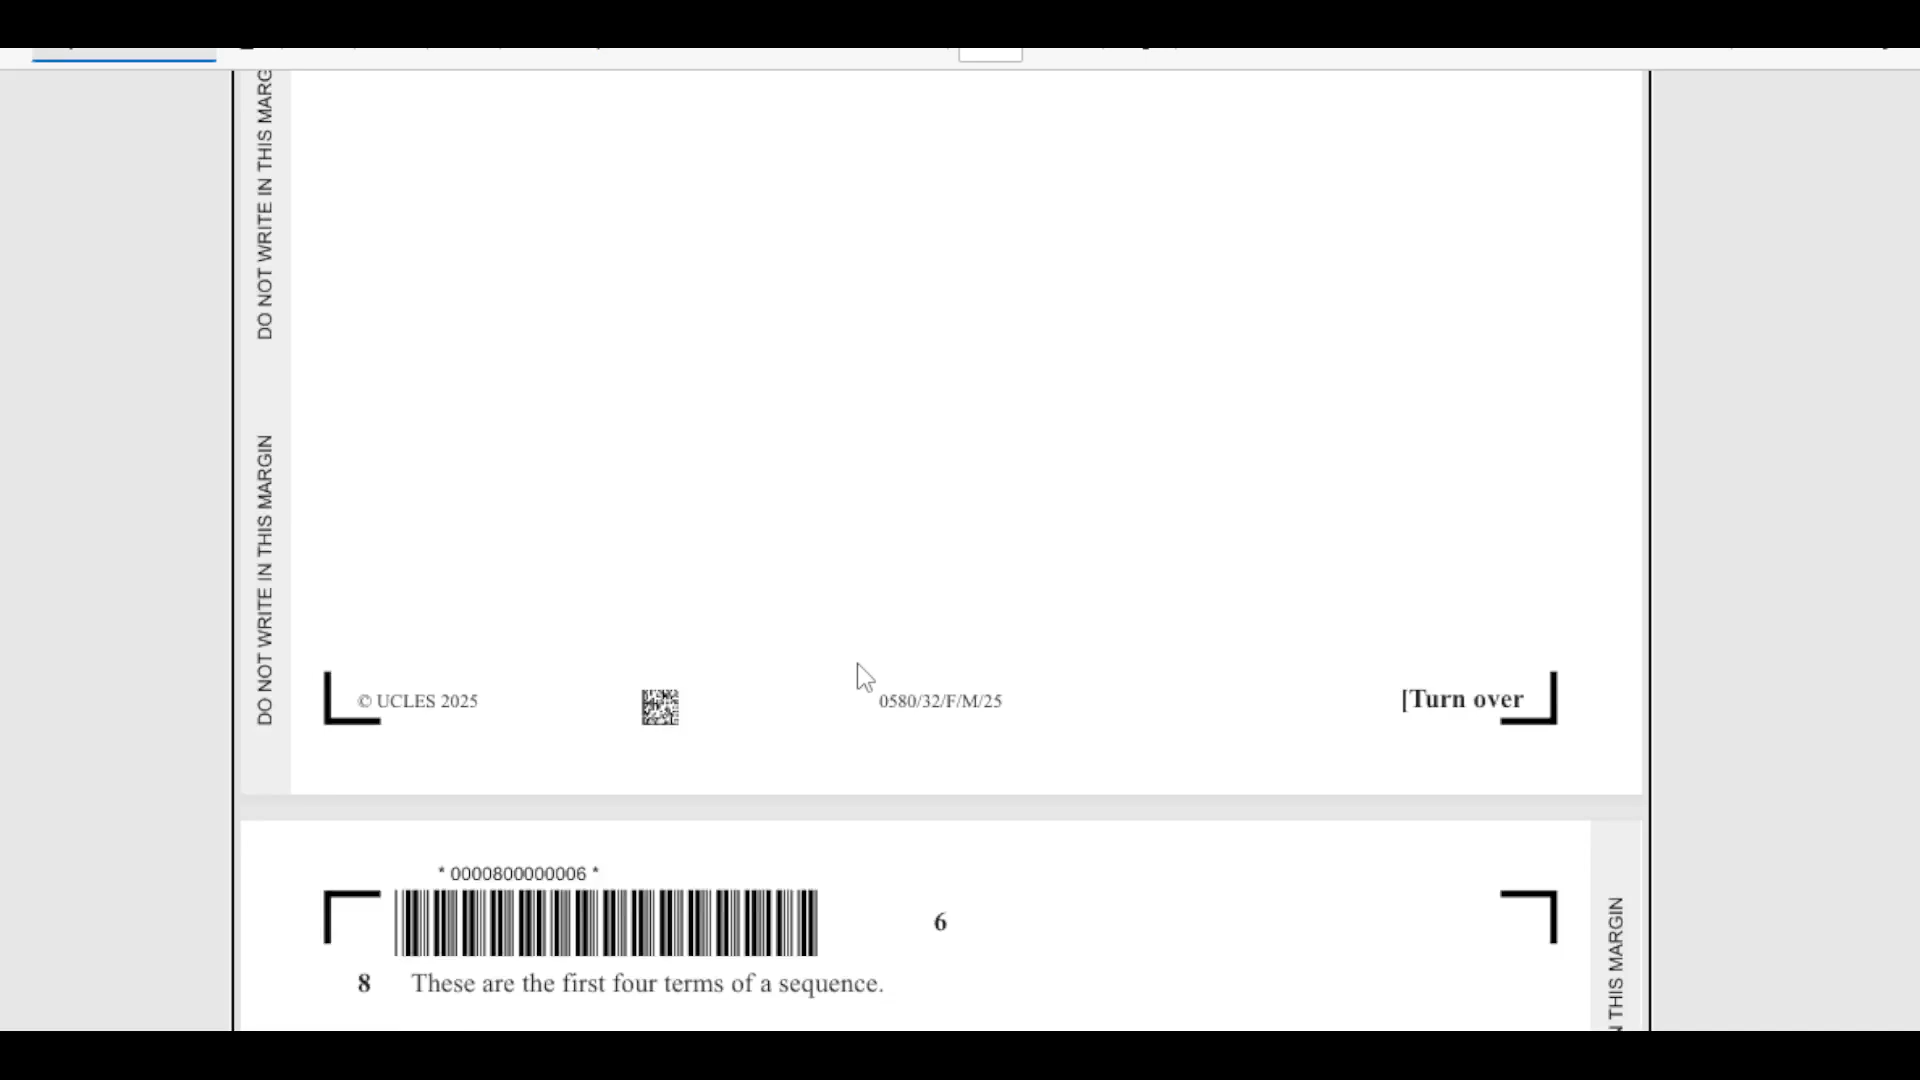 DO NOT WRITE IN THIS MARG
DO NOT WRITE IN THIS MARGIN
© UCLES 2025
0580/32/F/M/25
[Turn over
* 0000800000006 *
6
THIS MARGIN
8 These are the first four terms of a sequence.